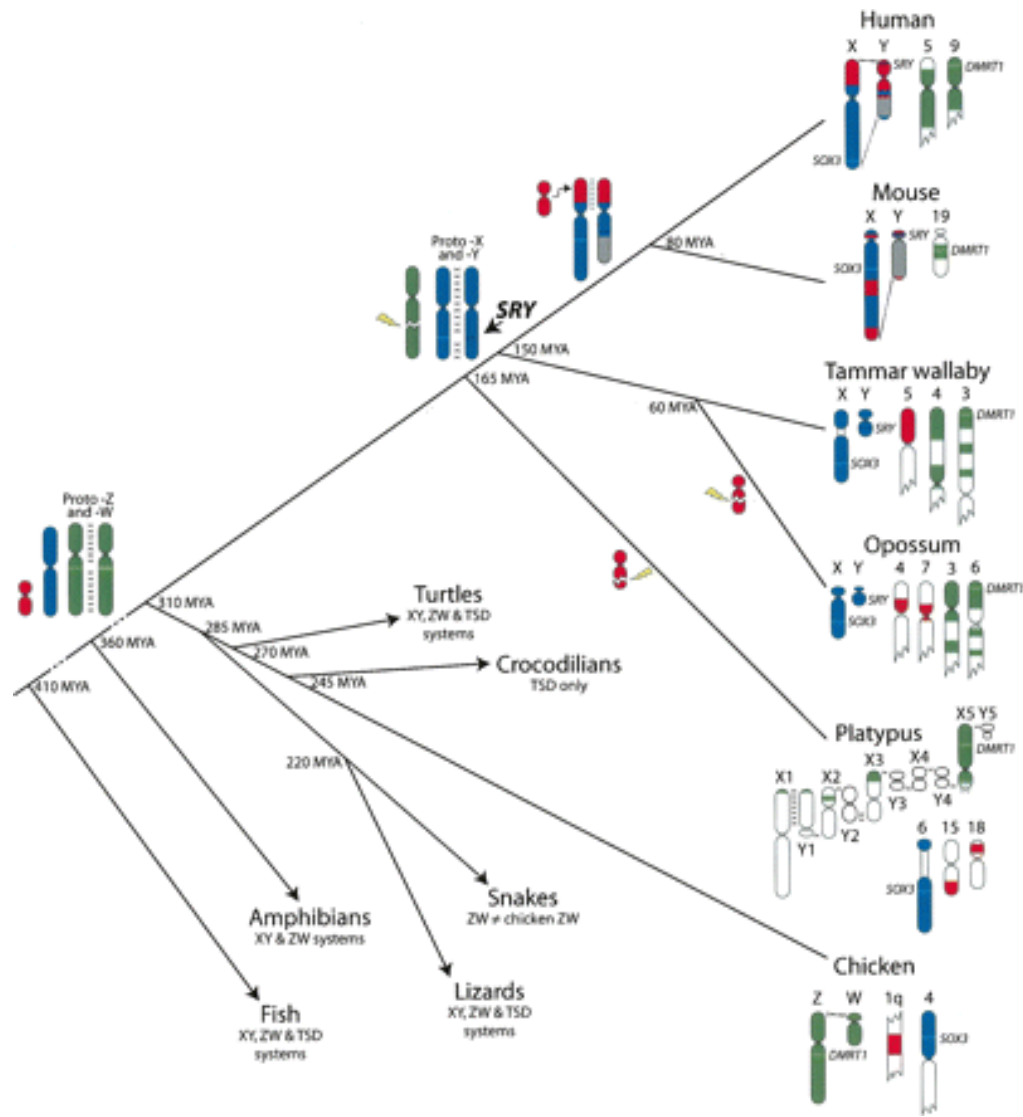 Human
X Y 5 9
SRY
DMRT1
SOX3
Mouse
X Y 19
SRY
DMRT1
SOX3
80 MYA
Proto -X
and -Y
SRY
150 MYA
165 MYA
Tammar wallaby
X Y 5 4 3
DMRT1
SRY
SOX3
60 MYA
Opossum
X Y 4 7 3 6
DMRT1
SRY
SOX3
Proto -Z
and -W
310 MYA
285 MYA
270 MYA
245 MYA
360 MYA
410 MYA
220 MYA
Turtles
XY, ZW & TSD
systems
Crocodilians
TSD only
Platypus
X5 Y5
DMRT1
X1 X2 X3 X4
Y1 Y2 Y3 Y4
6 15 18
SOX3
Snakes
ZW ≠ chicken ZW
Amphibians
XY & ZW systems
Lizards
XY, ZW & TSD
systems
Fish
XY, ZW & TSD
systems
Chicken
Z W 1q 4
DMRT1
SOX3